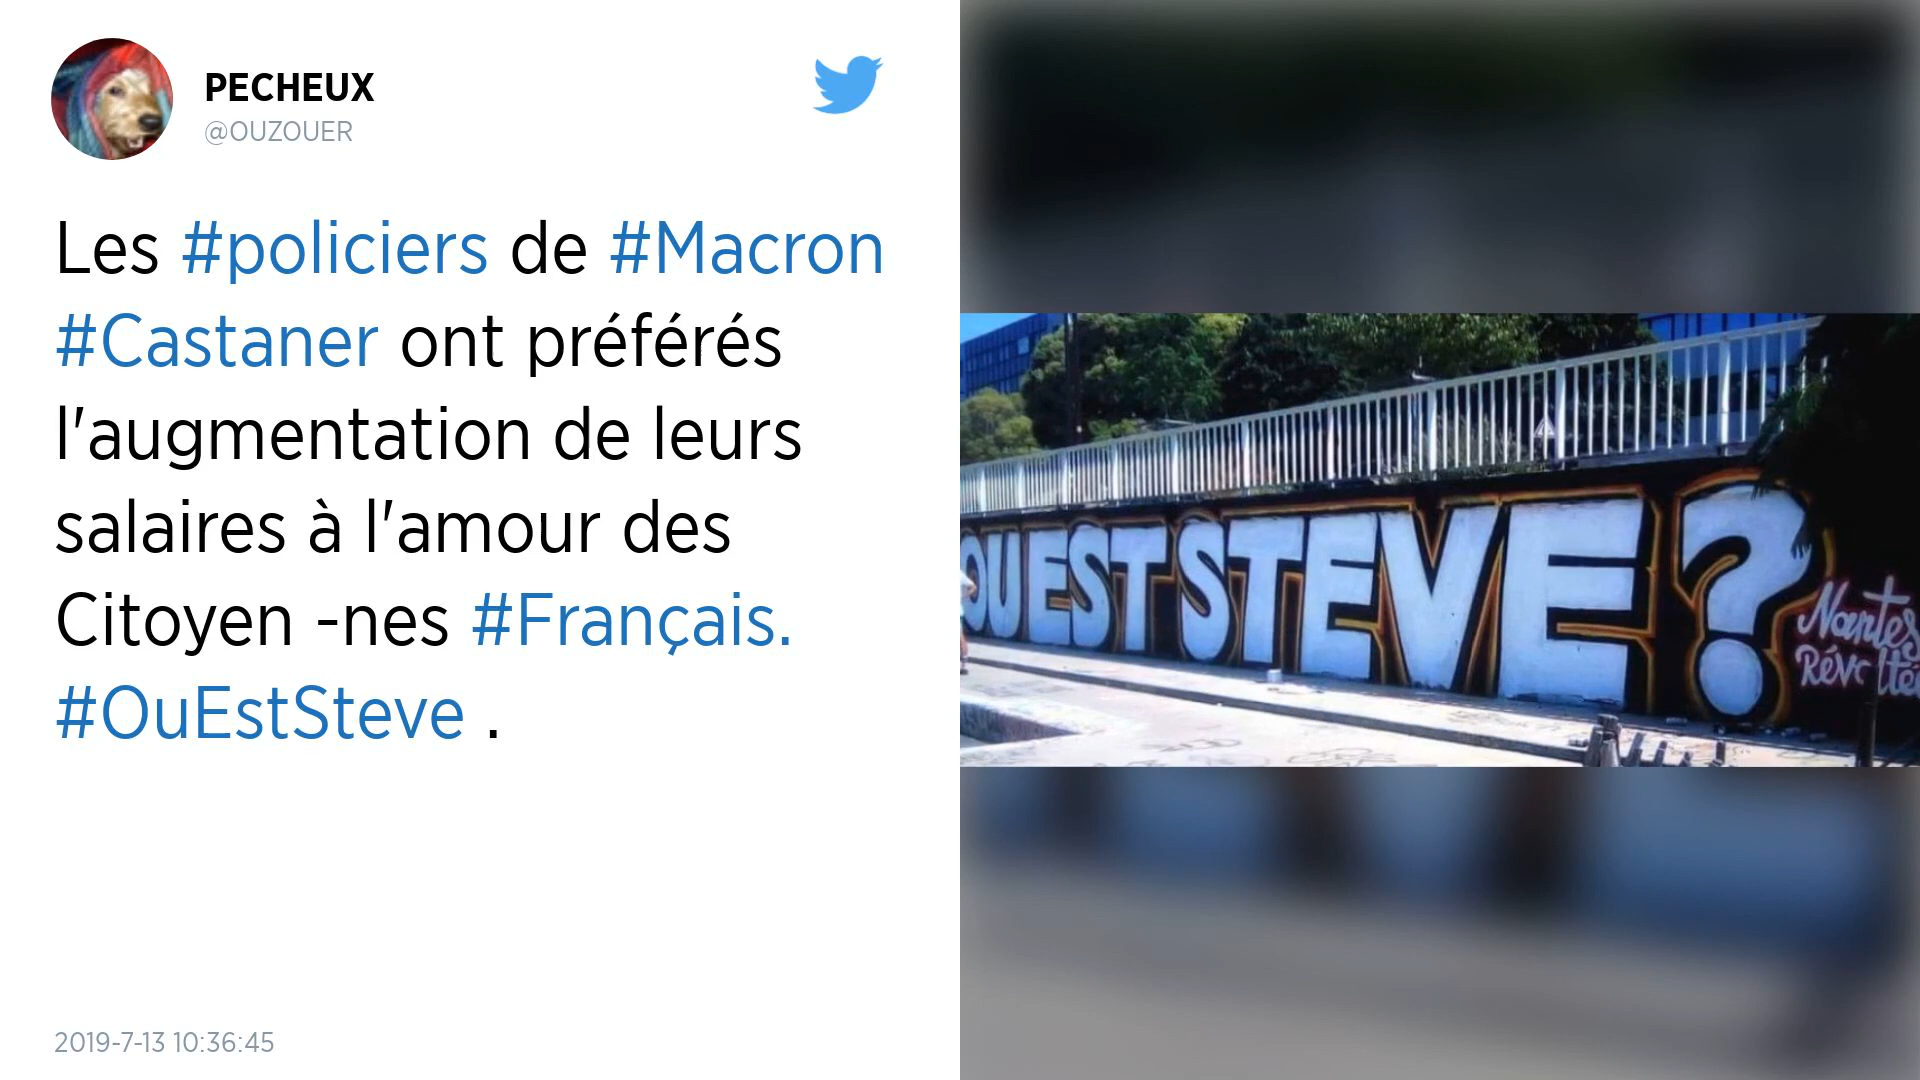 PECHEUX
@OUZOUER
Les #policiers de #Macron
#Castaner ont préférés
l'augmentation de leurs
salaires à l'amour des
Citoyen -nes #Français.
#OuEstSteve .
2019-7-13 10:36:45
OU EST STEVE ?
Nantes